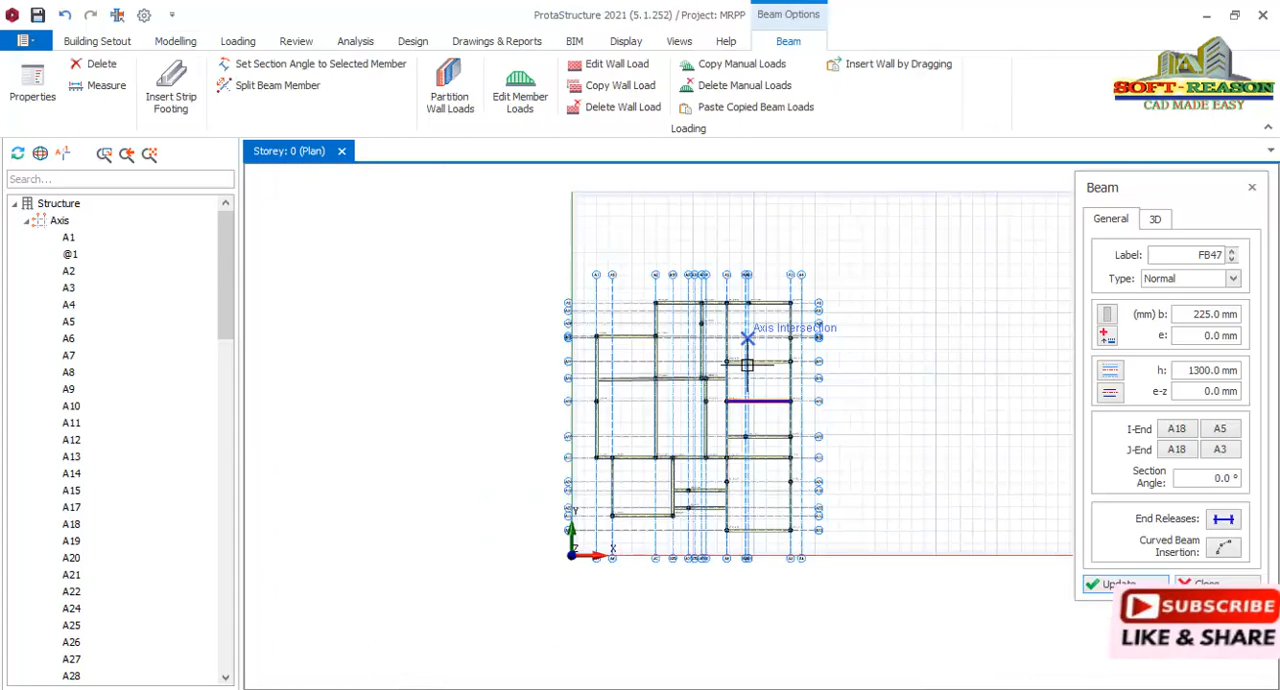 ProtaStructure 2021 (5.1.252) / Project: MRPP
Beam Options
Building Setout
Modelling
Loading
Review
Analysis
Design
Drawings & Reports
BIM
Display
Views
Help
Beam
Properties
Delete
Measure
Insert Strip
Footing
Set Section Angle to Selected Member
Split Beam Member
Partition
Wall Loads
Edit Member
Loads
Edit Wall Load
Copy Wall Load
Delete Wall Load
Copy Manual Loads
Delete Manual Loads
Paste Copied Beam Loads
Insert Wall by Dragging
Loading
SOFT-REASON
CAD MADE EASY
Search...
Structure
Axis
A1
@1
A2
A3
A4
A5
A6
A7
A8
A9
A10
A11
A12
A13
A14
A15
A17
A18
A19
A20
A21
A22
A24
A25
A26
A27
A28
Storey: 0 (Plan)
Axis Intersection
Y
Z
X
Beam
General
3D
Label:
FB47
Type:
Normal
(mm) b:
225.0 mm
e:
0.0 mm
h:
1300.0 mm
e-z
0.0 mm
I-End
A18
A5
J-End
A18
A3
Section
Angle:
0.0 °
End Releases:
Curved Beam
Insertion:
Update
Close
SUBSCRIBE
LIKE & SHARE